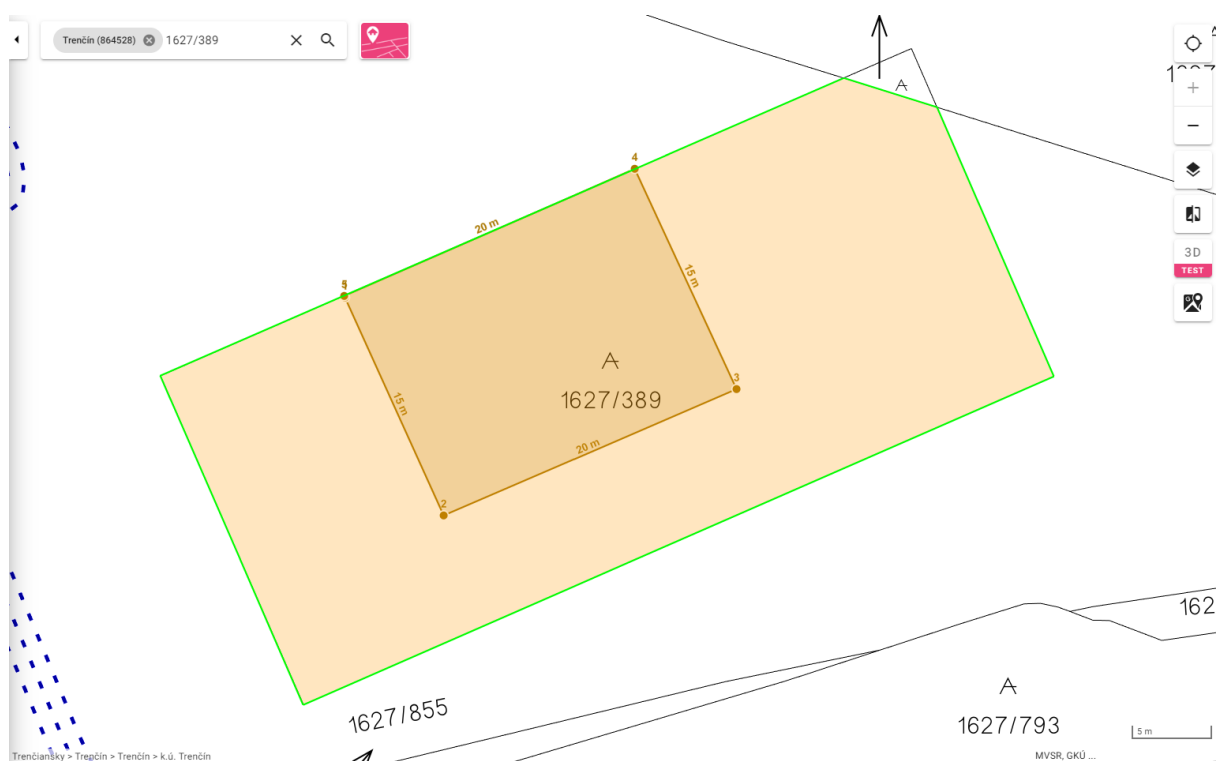 Trenčín (864528) 1627/389
4
20 m
5
15 m
1627/389
3
15 m
20 m
2
3D
TEST
162
1627/855
1627/793
5 m
Trenčiansky > Trenčín > Trenčín > k.ú. Trenčín
MVSR, GKÚ ...